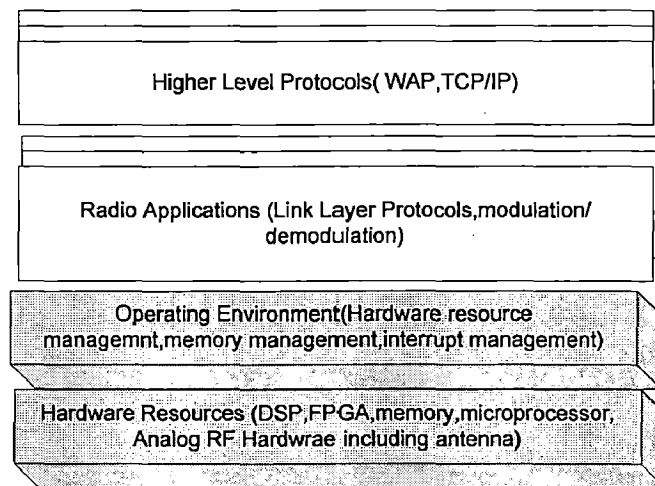 Higher Level Protocols( WAP,TCP/IP)
Radio Applications (Link Layer Protocols,modulation/
demodulation)
Operating Environment(Hardware resource
managemnt,memory management,interrupt management)
Hardware Resources (DSP,FPGA,memory,microprocessor,
Analog RF Hardwrae including antenna)